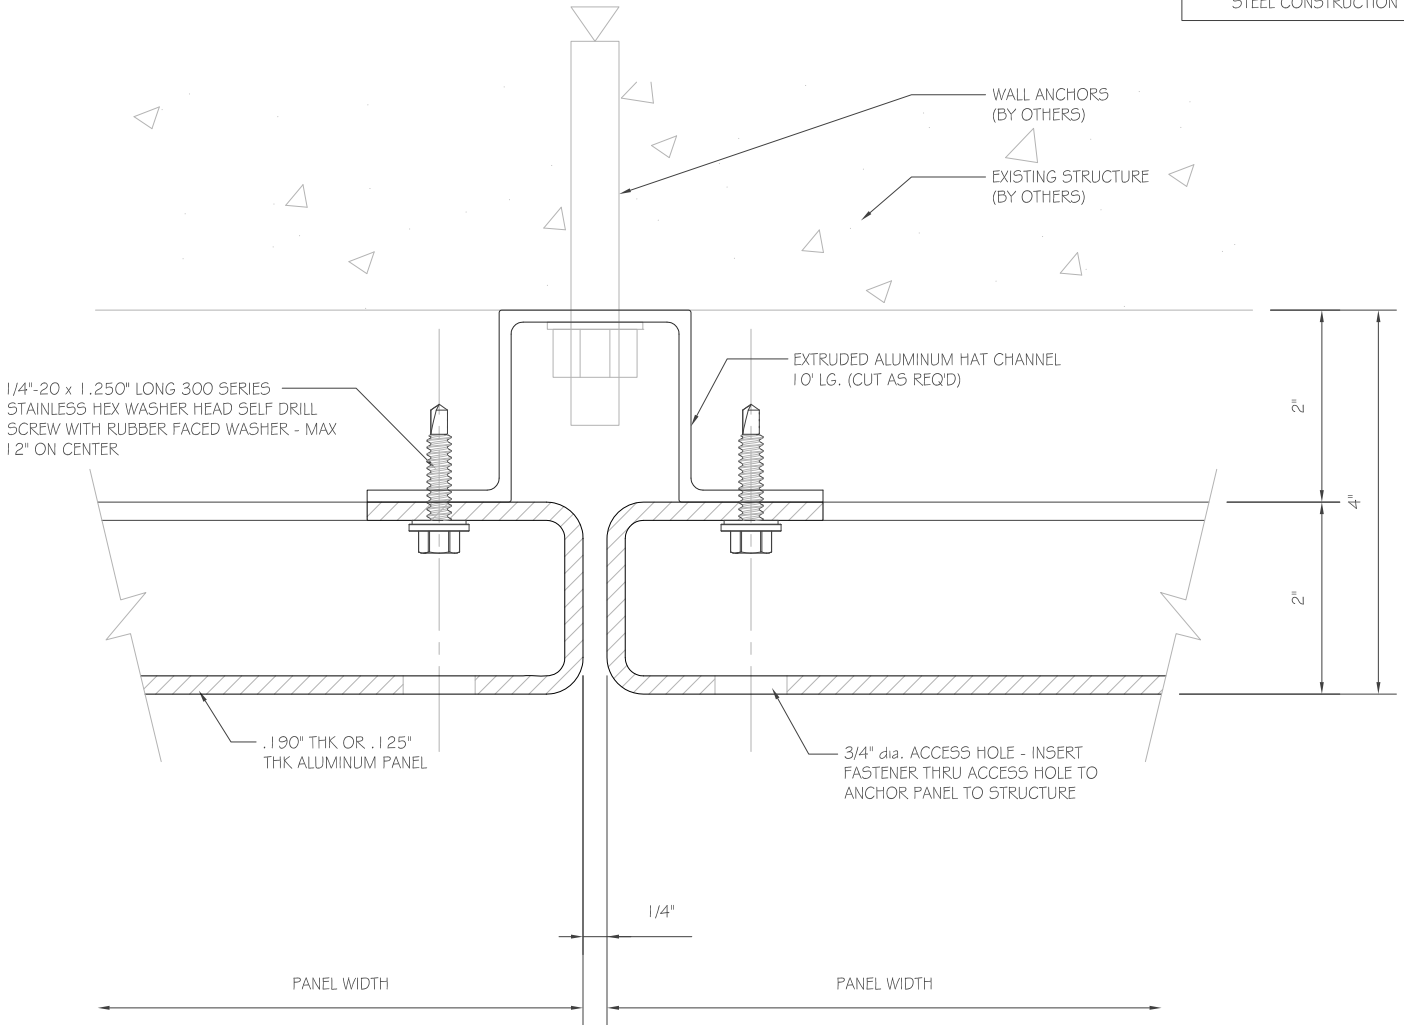 STEEL CONSTRUCTION
WALL ANCHORS
(BY OTHERS)
EXISTING STRUCTURE
(BY OTHERS)
EXTRUDED ALUMINUM HAT CHANNEL
10' LG. (CUT AS REQ'D)
1/4"-20 x 1.250" LONG 300 SERIES
STAINLESS HEX WASHER HEAD SELF DRILL
SCREW WITH RUBBER FACED WASHER - MAX
12" ON CENTER
2"
4"
2"
.190" THK OR .125"
THK ALUMINUM PANEL
3/4" dia. ACCESS HOLE - INSERT
FASTENER THRU ACCESS HOLE TO
ANCHOR PANEL TO STRUCTURE
1/4"
PANEL WIDTH
PANEL WIDTH